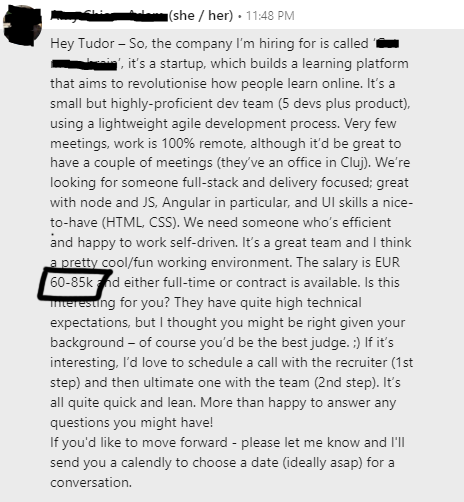 (she / her) • 11:48 PM
Hey Tudor – So, the company I'm hiring for is called '
', it's a startup, which builds a learning platform
that aims to revolutionise how people learn online. It's a
small but highly-proficient dev team (5 devs plus product),
using a lightweight agile development process. Very few
meetings, work is 100% remote, although it'd be great to
have a couple of meetings (they've an office in Cluj). We're
looking for someone full-stack and delivery focused; great
with node and JS, Angular in particular, and UI skills a nice-
to-have (HTML, CSS). We need someone who's efficient
and happy to work self-driven. It's a great team and I think
a pretty cool/fun working environment. The salary is EUR
60-85k and either full-time or contract is available. Is this
interesting for you? They have quite high technical
expectations, but I thought you might be right given your
background – of course you'd be the best judge. ;) If it's
interesting, I'd love to schedule a call with the recruiter (1st
step) and then ultimate one with the team (2nd step). It's
all quite quick and lean. More than happy to answer any
questions you might have!
If you'd like to move forward - please let me know and I'll
send you a calendly to choose a date (ideally asap) for a
conversation.